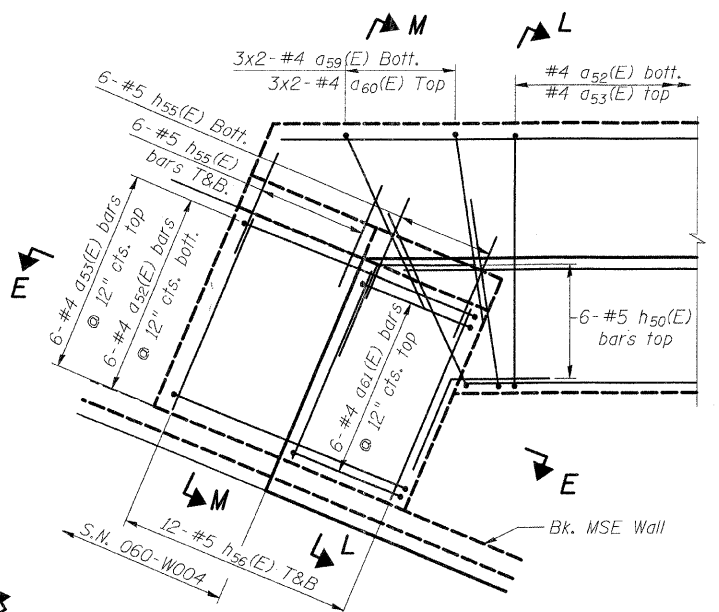 M
L
3x2-#4 a59(E) Bott.
3x2-#4 a60(E) Top
#4 a52(E) bott.
#4 a53(E) top
6-#5 h55(E) Bott.
6-#5 h55(E)
bars T&B.
6-#4 a53(E) bars
@ 12" cts. top
6-#4 a52(E) bars
@ 12" cts. bott.
E
6-#5 h50(E)
bars top
6-#4 a61(E) bars
@ 12" cts. top
E
M
L
12-#5 h56(E) T&B
S.N. 060-W004
Bk. MSE Wall